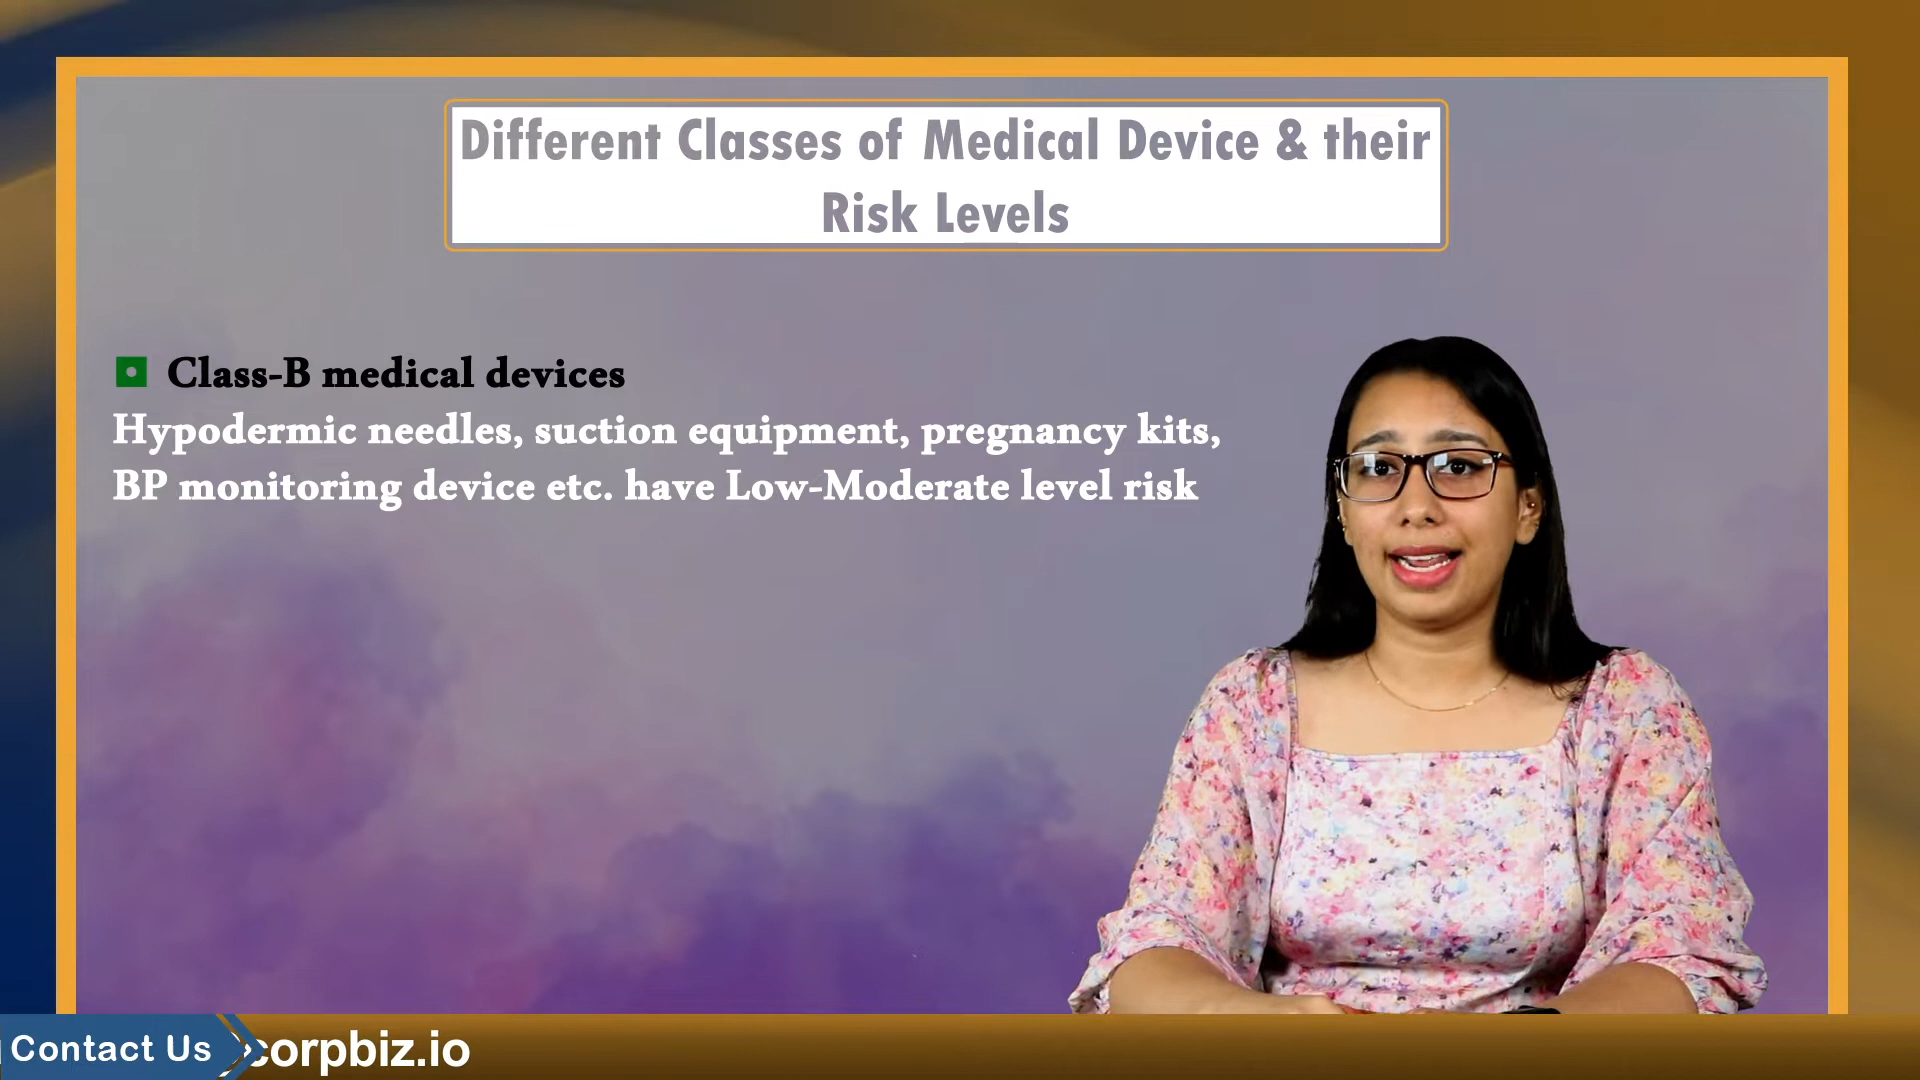 Different Classes of Medical Device & their
Risk Levels
Class-B medical devices
Hypodermic needles, suction equipment, pregnancy kits,
BP monitoring device etc. have Low-Moderate level risk
Contact Us
corpbiz.io